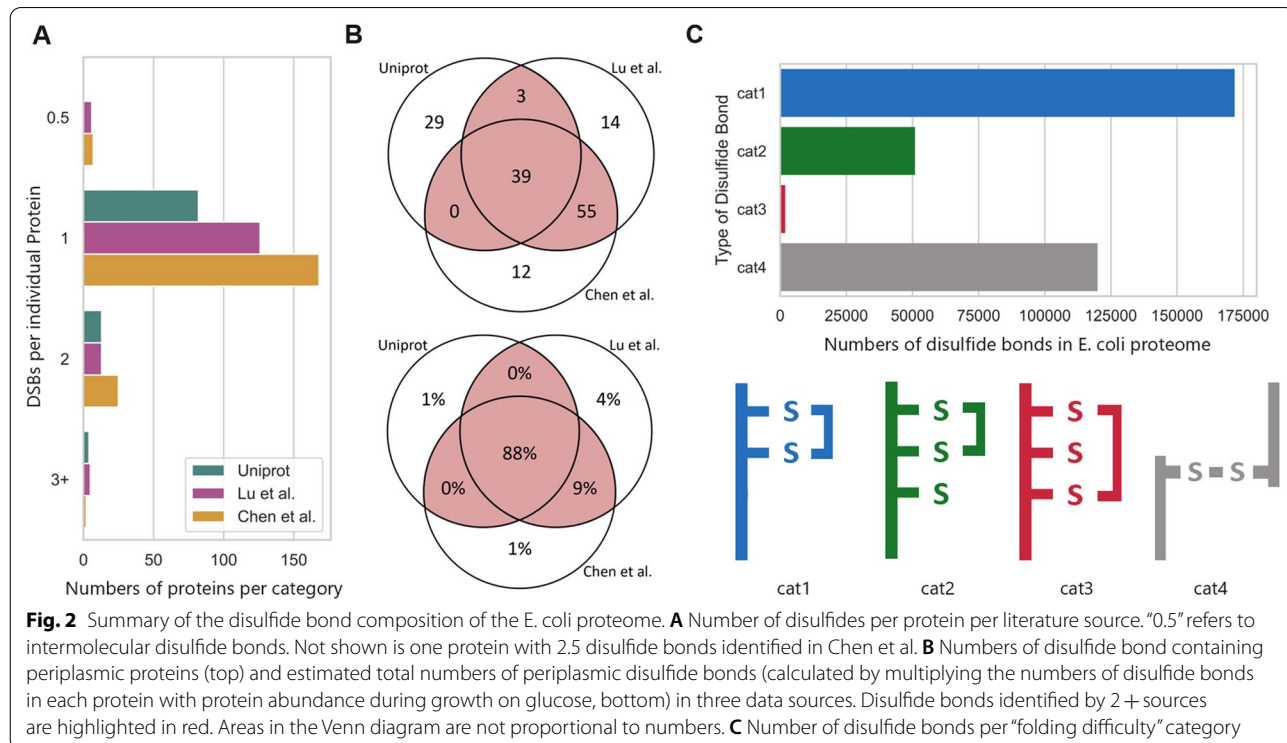 A
DSBs per individual Protein
0.5
1
2
3+
Uniprot
Lu et al.
Chen et al.
0 50 100 150
Numbers of proteins per category
B
Uniprot
Lu et al.
3
29
14
39
0
55
12
Chen et al.
Uniprot
Lu et al.
0%
1%
4%
88%
0%
9%
1%
Chen et al.
C
Type of Disulfide Bond
cat1
cat2
cat3
cat4
0 25000 50000 75000 100000 125000 150000 175000
Numbers of disulfide bonds in E. coli proteome
S
S
cat1
S
S
S
cat2
S
S
S
cat3
S S
cat4
Fig. 2 Summary of the disulfide bond composition of the E. coli proteome. A Number of disulfides per protein per literature source. “0.5” refers to
intermolecular disulfide bonds. Not shown is one protein with 2.5 disulfide bonds identified in Chen et al. B Numbers of disulfide bond containing
periplasmic proteins (top) and estimated total numbers of periplasmic disulfide bonds (calculated by multiplying the numbers of disulfide bonds
in each protein with protein abundance during growth on glucose, bottom) in three data sources. Disulfide bonds identified by 2 + sources
are highlighted in red. Areas in the Venn diagram are not proportional to numbers. C Number of disulfide bonds per “folding difficulty” category